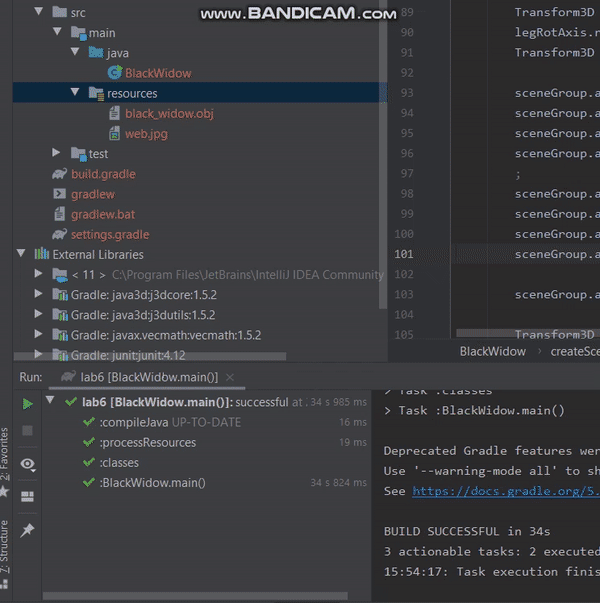 www.BANDICAM.com
src
main
java
BlackWidow
resources
black_widow.obj
web.jpg
test
build.gradle
gradlew
gradlew.bat
settings.gradle
External Libraries
< 11 > C:\Program Files\JetBrains\IntelliJ IDEA Community
Gradle: java3d:j3dcore:1.5.2
Gradle: java3d:j3dutils:1.5.2
Gradle: javax.vecmath:vecmath:1.5.2
Gradle: junit:junit:4.12
89 Transform3D
90 legRotAxis.r
91 Transform3D
92
93 sceneGroup.a
94 sceneGroup.a
95 sceneGroup.a
96 sceneGroup.a
97 ;
98 sceneGroup.a
99 sceneGroup.a
100 sceneGroup.a
101 sceneGroup.a
102
103 sceneGroup.a
104
105 Transform3D
BlackWidow › createSce
Run: lab6 [BlackWidow.main()] ×
lab6 [BlackWidow.main()]: successful at . 34 s 985 ms
:compileJava UP-TO-DATE 16 ms
:processResources 19 ms
:classes
:BlackWidow.main() 34 s 824 ms
> Task :classes
> Task :BlackWidow.main()
Deprecated Gradle features wer
Use '--warning-mode all' to sh
See https://docs.gradle.org/5.
BUILD SUCCESSFUL in 34s
3 actionable tasks: 2 executed
15:54:17: Task execution finis
2: Favorites
7: Structure